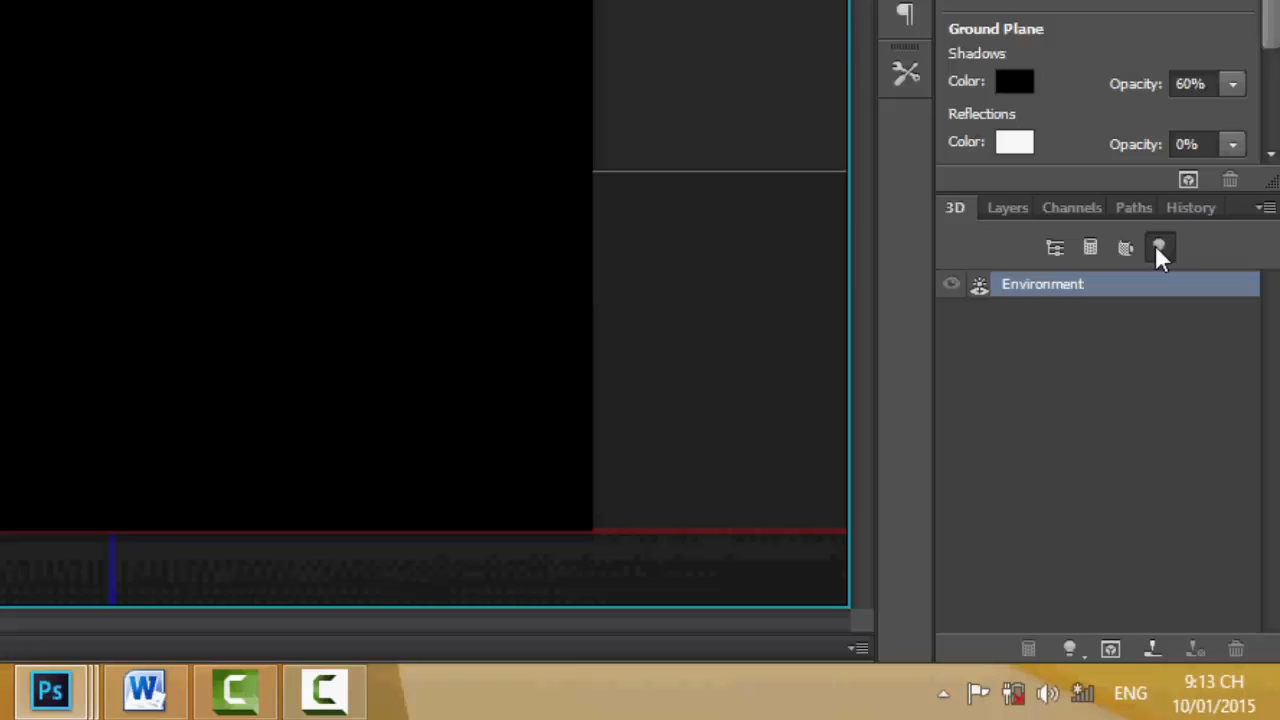 Ground Plane
Shadows
Color: Opacity: 60%
Reflections
Color: Opacity: 0%
3D Layers Channels Paths History
Environment
Ps W C C ENG 9:13 CH
10/01/2015